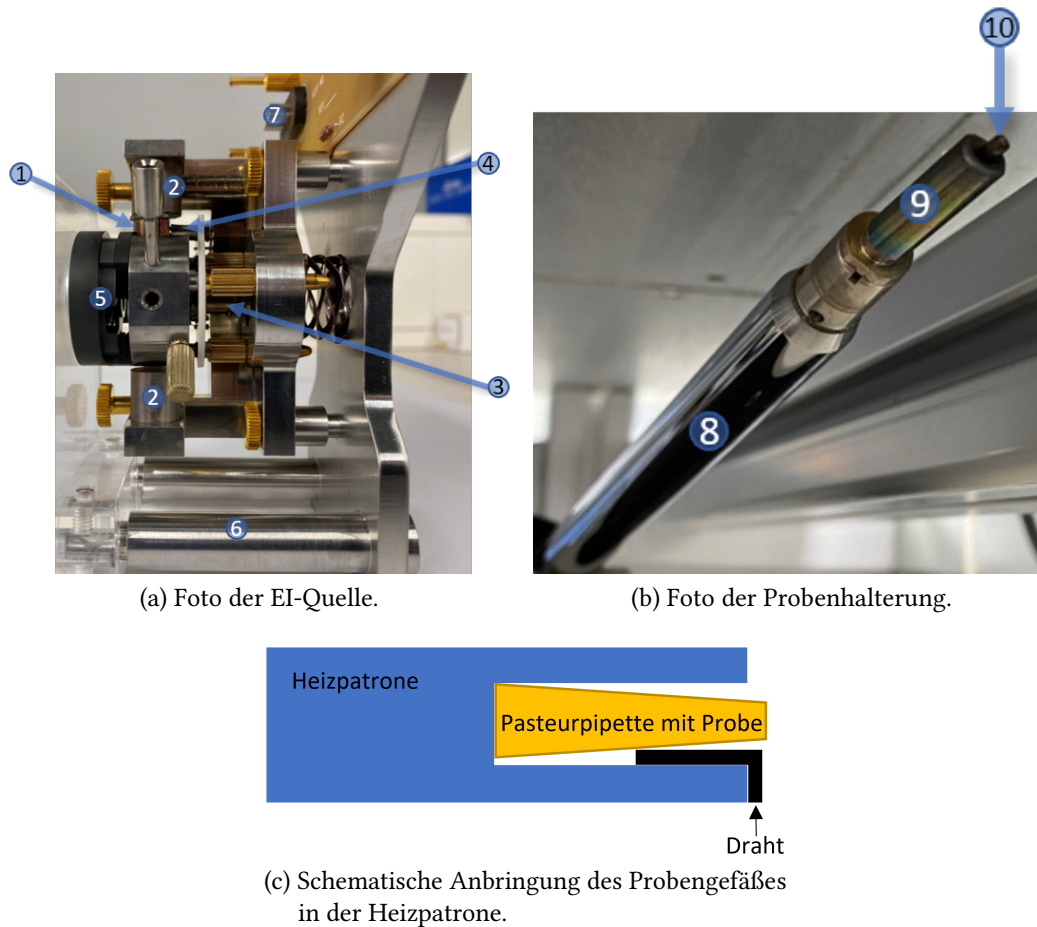 10
7
1
2
4
9
5
3
2
8
6
(a) Foto der EI-Quelle.
(b) Foto der Probenhalterung.
Heizpatrone
Pasteurpipette mit Probe
Draht
(c) Schematische Anbringung des Probengefäßes
in der Heizpatrone.